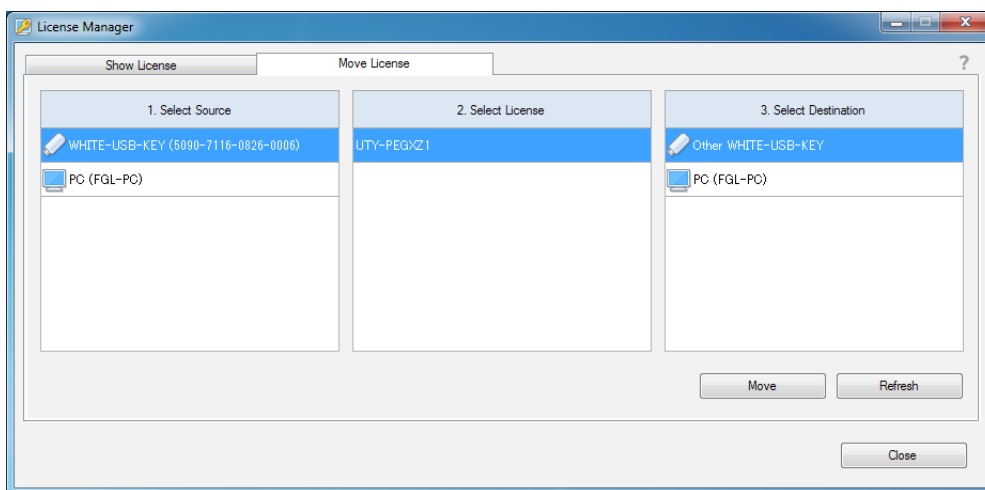 License Manager
Show License
Move License
?
1. Select Source
2. Select License
3. Select Destination
WHITE-USB-KEY (5090-7116-0826-0006)
UTY-PEGXZ1
Other WHITE-USB-KEY
PC (FGL-PC)
PC (FGL-PC)
Move
Refresh
Close